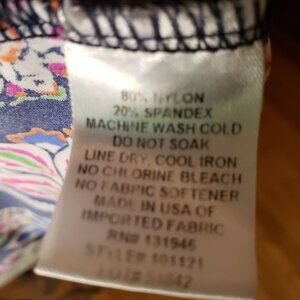 80% NYLON
20% SPANDEX
MACHINE WASH COLD
DO NOT SOAK
LINE DRY, COOL IRON
NO CHLORINE BLEACH
NO FABRIC SOFTENER
MADE IN USA OF
IMPORTED FABRIC
RN# 131946
STYLE# 101121